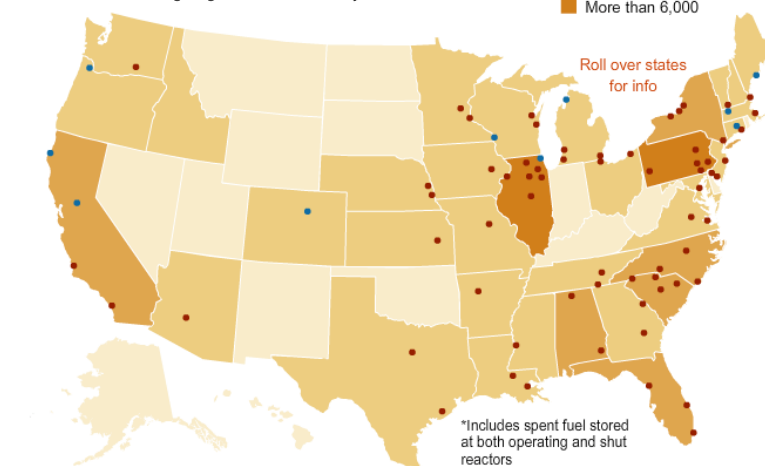 More than 6,000
Roll over states
for info
*Includes spent fuel stored
at both operating and shut
reactors